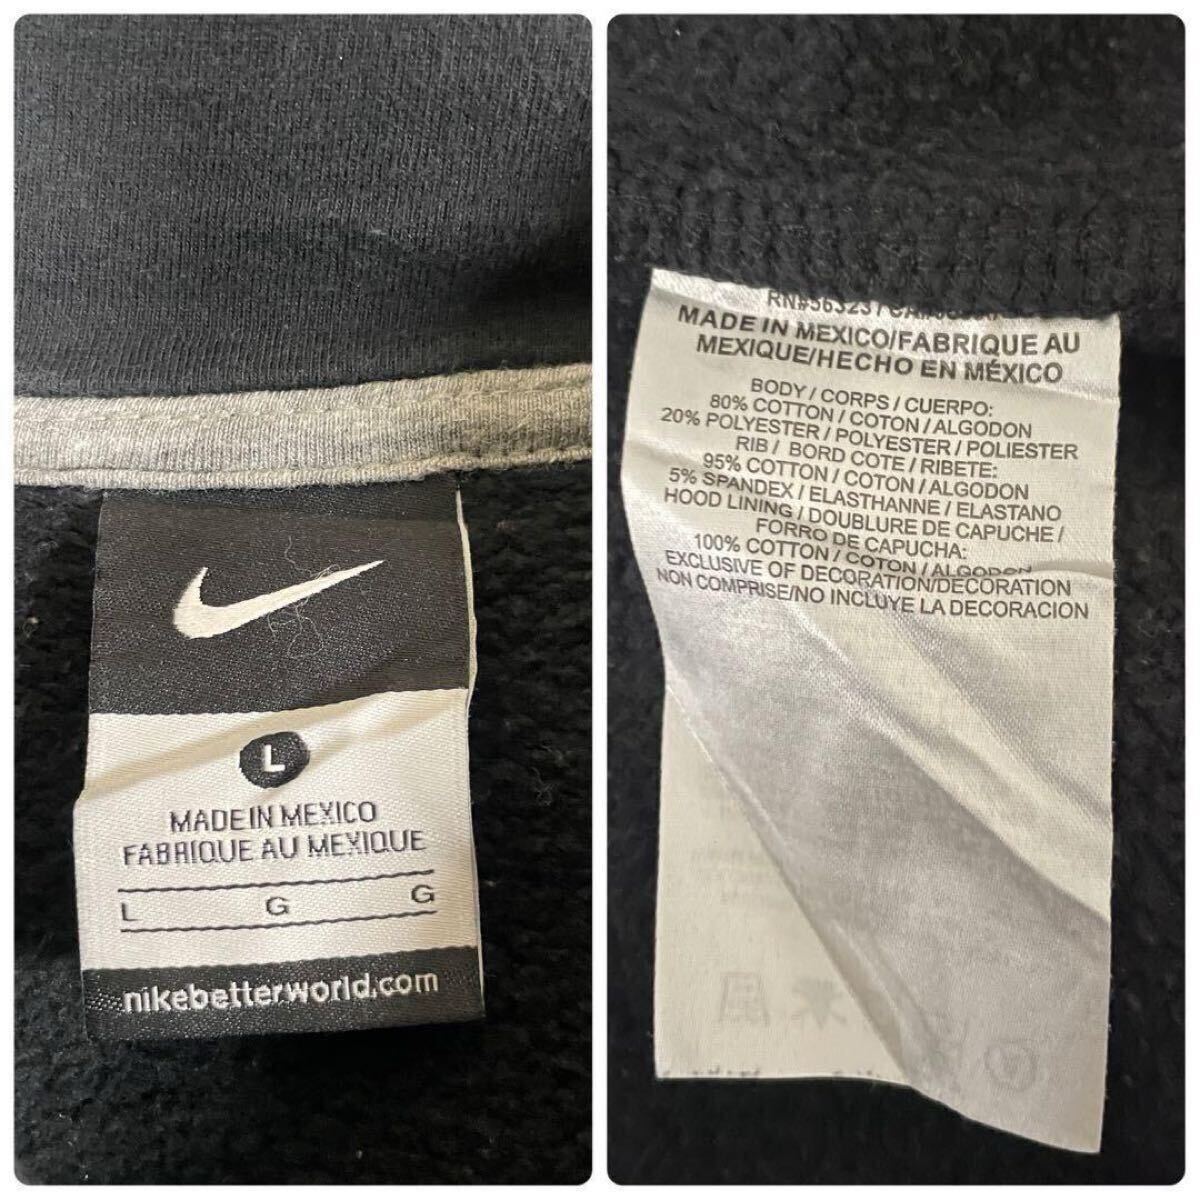 L
MADE IN MEXICO
FABRIQUE AU MEXIQUE
L G G
nikebetterworld.com
RN#56323
MADE IN MEXICO/FABRIQUE AU
MEXIQUE/HECHO EN MÉXICO
BODY / CORPS / CUERPO:
80% COTTON / COTON / ALGODON
20% POLYESTER / POLYESTER / POLIESTER
RIB / BORD COTE / RIBETE:
95% COTTON / COTON / ALGODON
5% SPANDEX / ELASTHANNE / ELASTANO
HOOD LINING / DOUBLURE DE CAPUCHE /
FORRO DE CAPUCHA:
100% COTTON / COTON / ALGODON
EXCLUSIVE OF DECORATION/DECORATION
NON COMPRISE/NO INCLUYE LA DECORACION